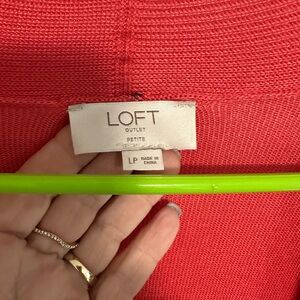 LOFT
OUTLET
PETITE
LP MADE IN
CHINA